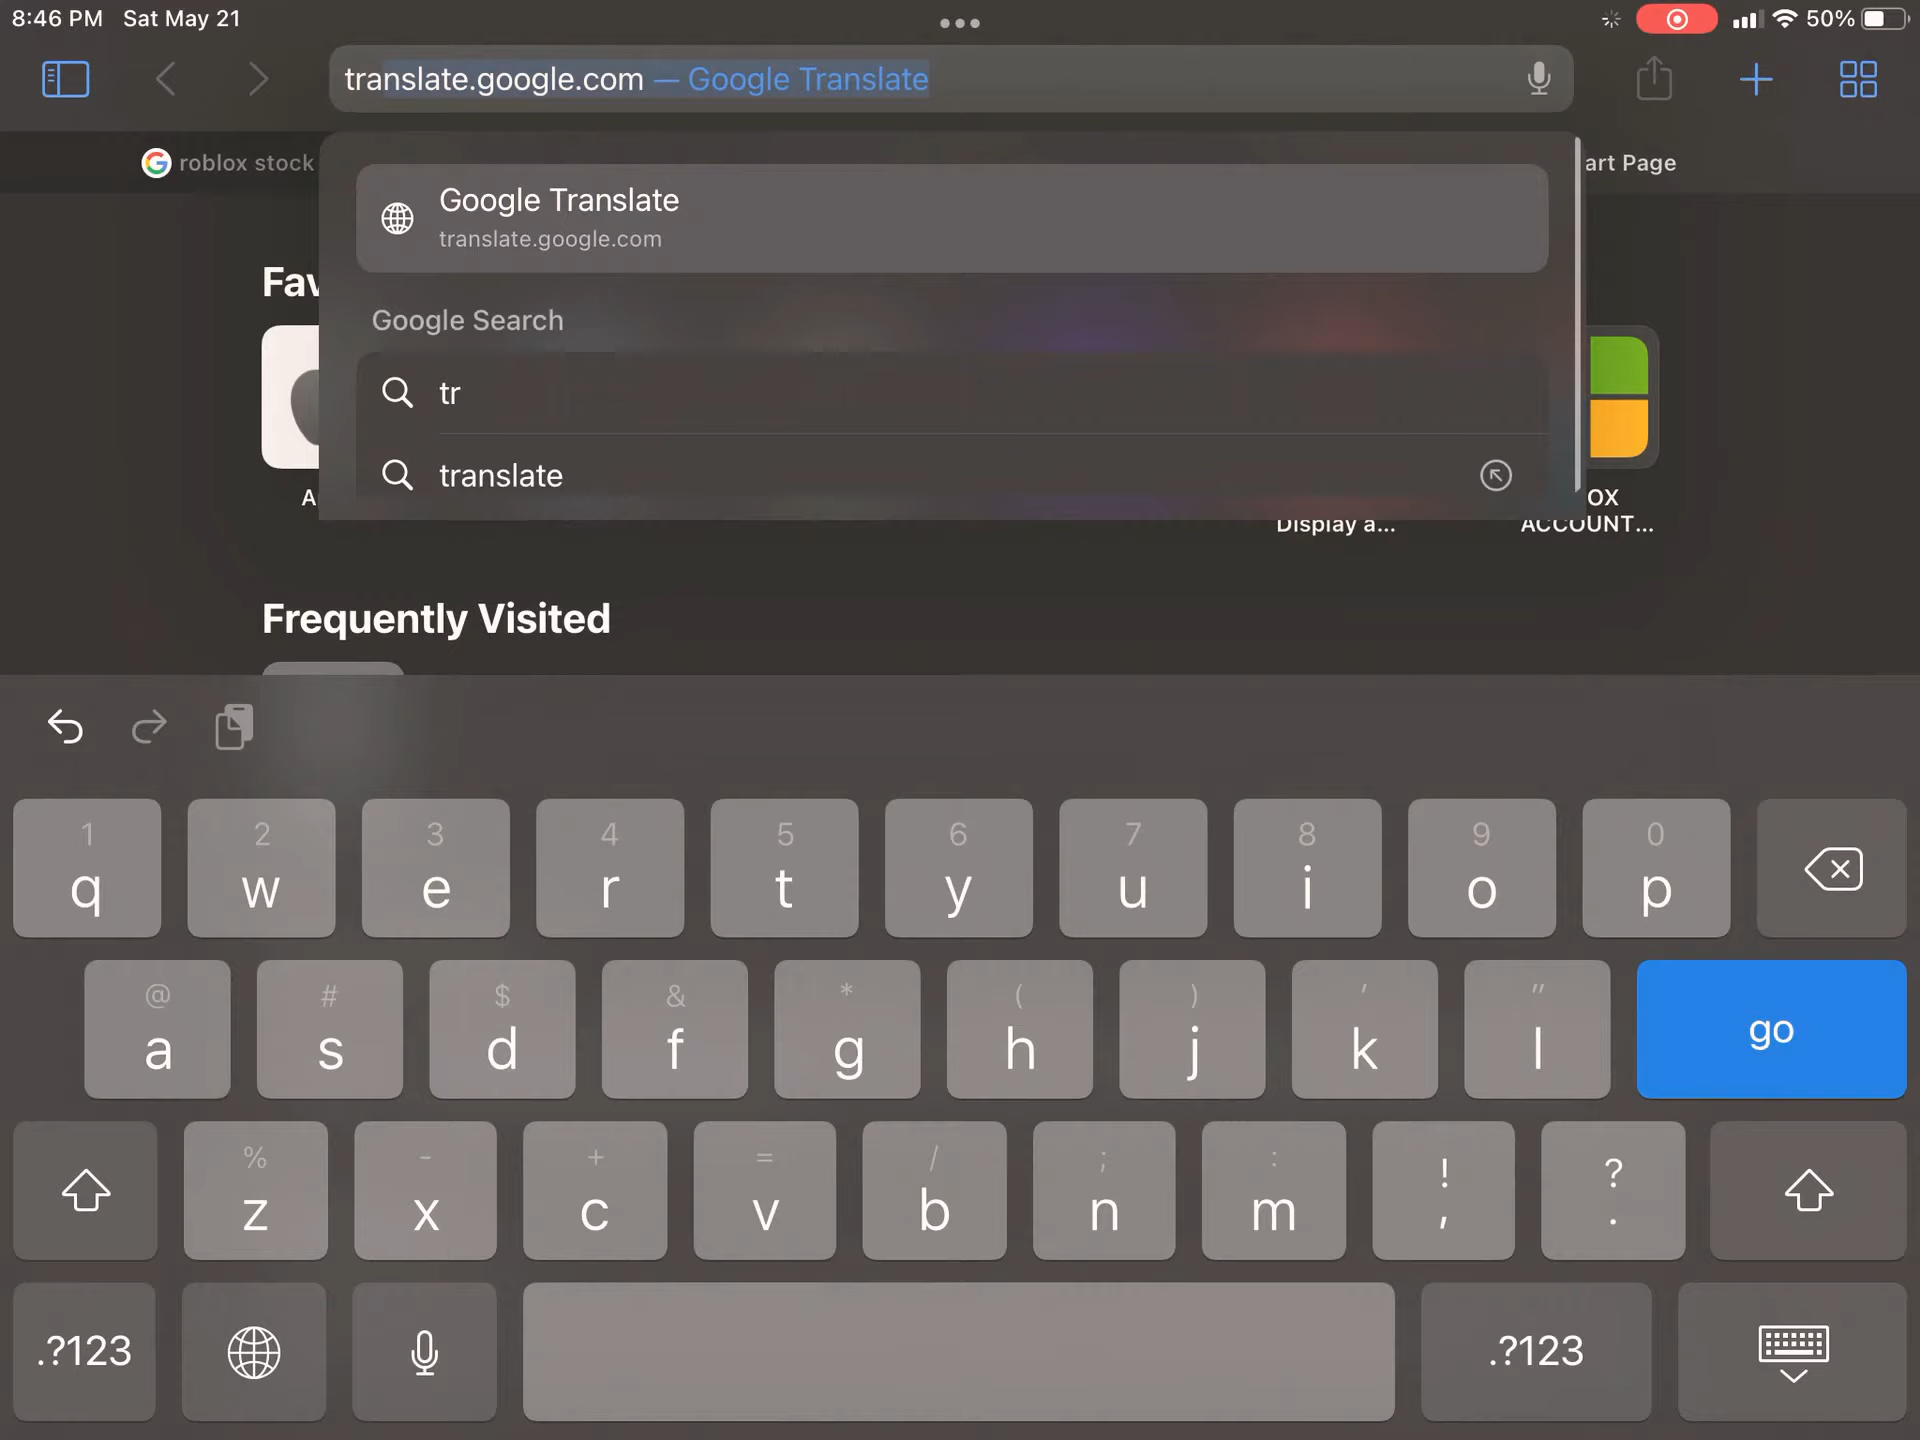 8:46 PM Sat May 21
50%
translate.google.com — Google Translate
roblox stock
art Page
Google Translate
translate.google.com
Fav
Google Search
tr
translate
A
Display a...
OX
ACCOUNT...
Frequently Visited
1 2 3 4 5 6 7 8 9 0
q w e r t y u i o p
@ # $ & * ( ) ' "
a s d f g h j k l go
% - + = / ; : ! ?
z x c v b n m , .
.?123 .?123